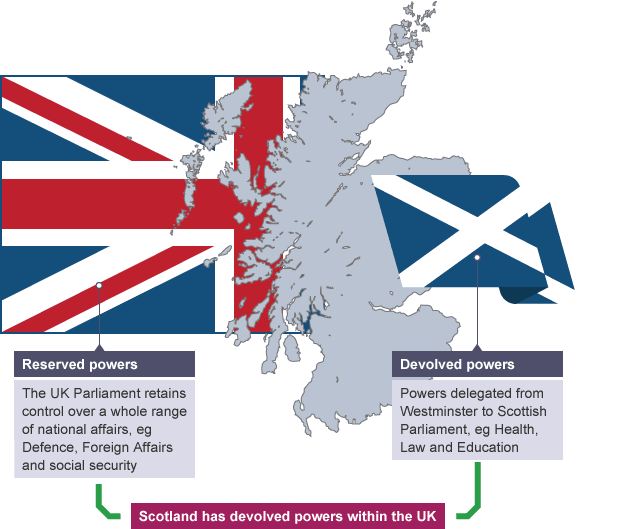 Reserved powers
The UK Parliament retains
control over a whole range
of national affairs, eg
Defence, Foreign Affairs
and social security
Devolved powers
Powers delegated from
Westminster to Scottish
Parliament, eg Health,
Law and Education
Scotland has devolved powers within the UK